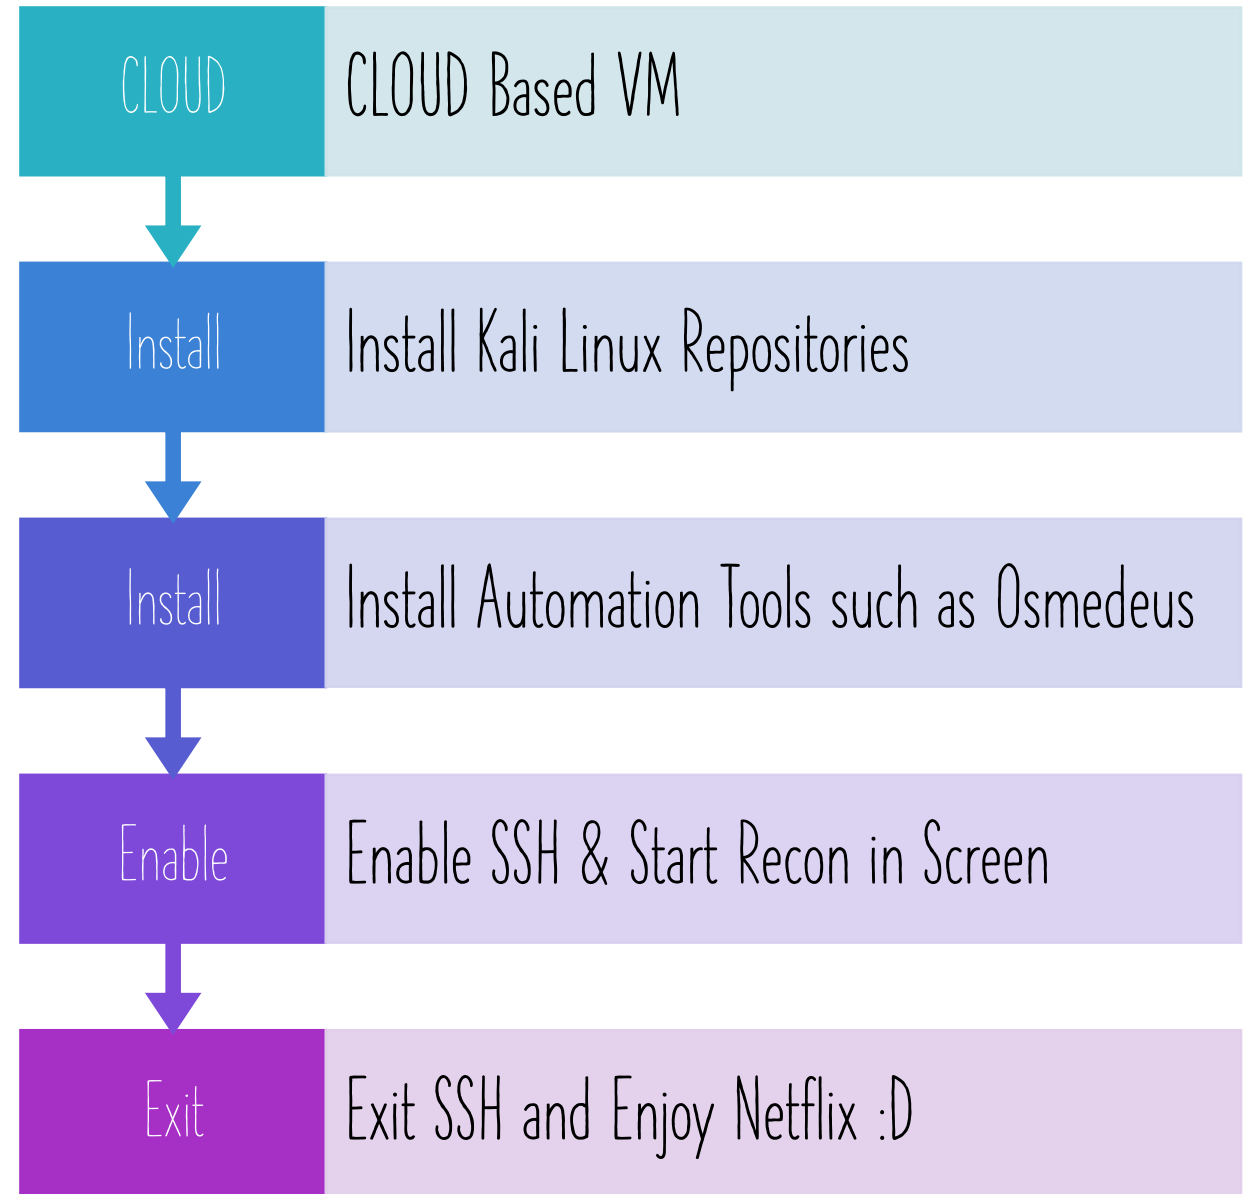 CLOUD
CLOUD Based VM
Install
Install Kali Linux Repositories
Install
Install Automation Tools such as Osmedeus
Enable
Enable SSH & Start Recon in Screen
Exit
Exit SSH and Enjoy Netflix :D